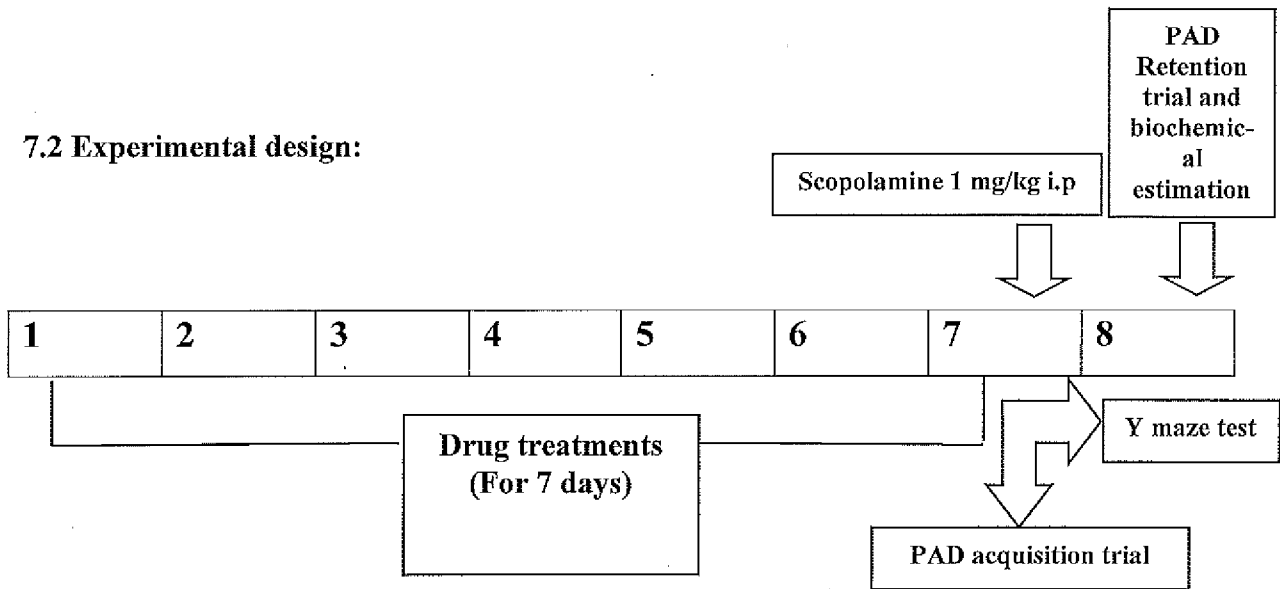 PAD
Retention
trial and
biochemic-
al
estimation
7.2 Experimental design:
Scopolamine 1 mg/kg i.p
1 2 3 4 5 6 7 8
Drug treatments
(For 7 days)
Y maze test
PAD acquisition trial